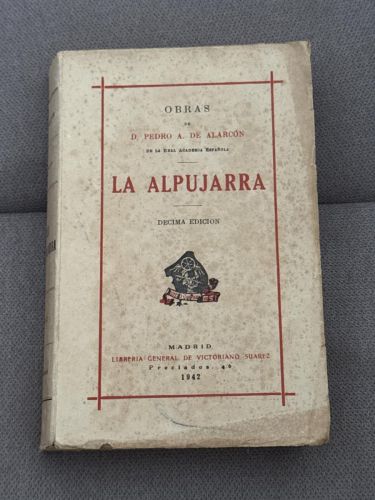 OBRAS
DE
D. PEDRO A. DE ALARCÓN
DE LA REAL ACADEMIA ESPAÑOLA
LA ALPUJARRA
DECIMA EDICION
MADRID
LIBRERIA GENERAL DE VICTORIANO SUAREZ
Preciados, 46
1942